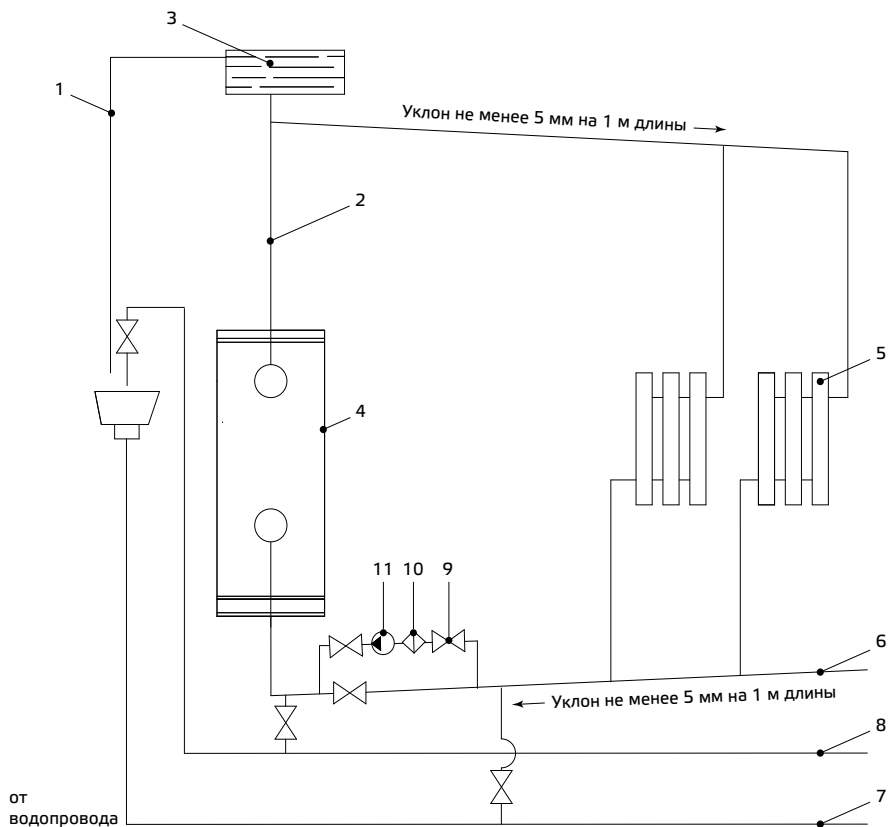 3
1
Уклон не менее 5 мм на 1 м длины
2
5
4
11 10 9
6
Уклон не менее 5 мм на 1 м длины
8
от
водопровода
7